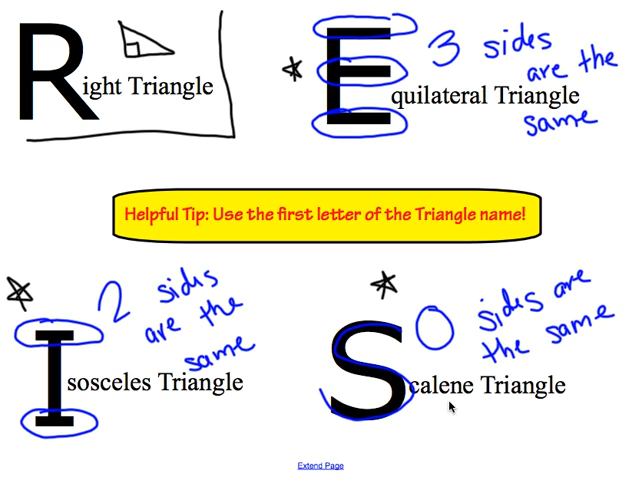 Right Triangle
Equilateral Triangle
3 sides
are the
same
Helpful Tip: Use the first letter of the Triangle name!
Isosceles Triangle
2 sides
are the
same
Scalene Triangle
0 sides are
the same
Extend Page